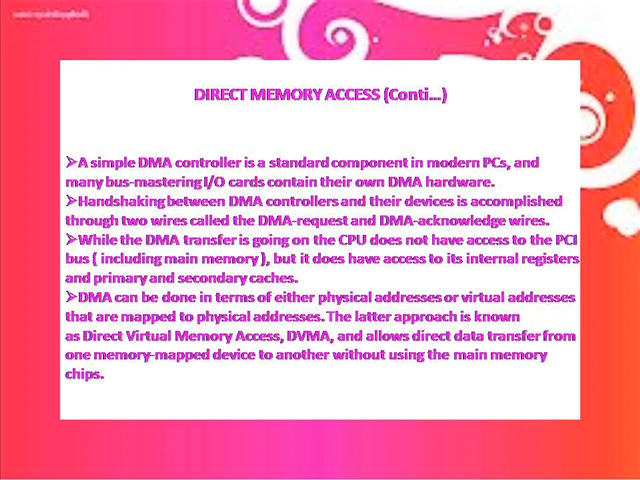 DIRECT MEMORY ACCESS (Conti...)
➢A simple DMA controller is a standard component in modern PCs, and
many bus-mastering I/O cards contain their own DMA hardware.
➢Handshaking between DMA controllers and their devices is accomplished
through two wires called the DMA-request and DMA-acknowledge wires.
➢While the DMA transfer is going on the CPU does not have access to the PCI
bus ( including main memory ), but it does have access to its internal registers
and primary and secondary caches.
➢DMA can be done in terms of either physical addresses or virtual addresses
that are mapped to physical addresses. The latter approach is known
as Direct Virtual Memory Access, DVMA, and allows direct data transfer from
one memory-mapped device to another without using the main memory
chips.